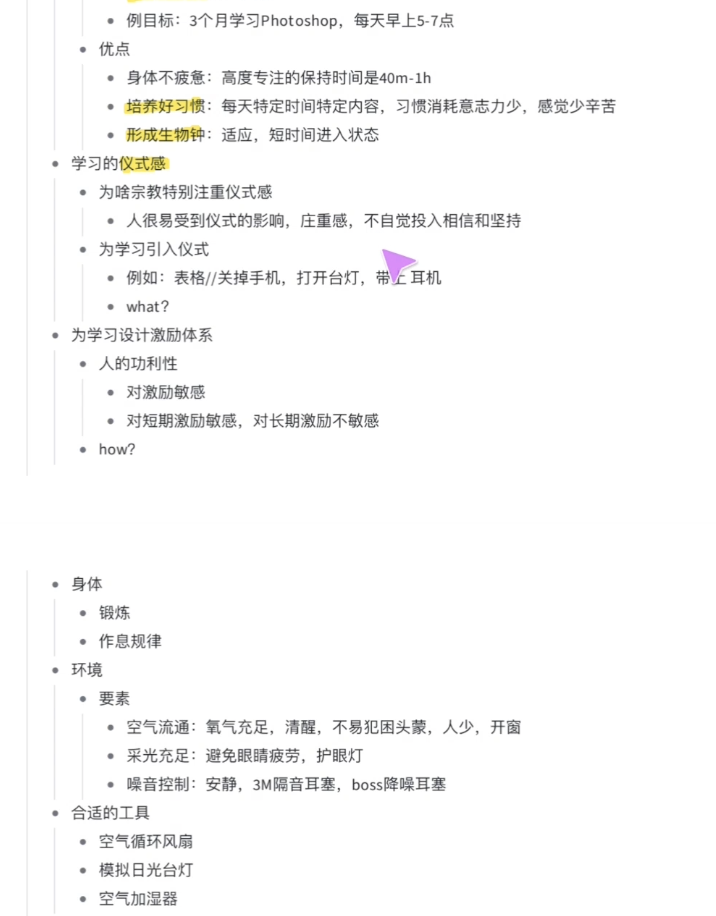 例目标：3个月学习Photoshop，每天早上5-7点
优点
身体不疲惫：高度专注的保持时间是40m-1h
培养好习惯：每天特定时间特定内容，习惯消耗意志力少，感觉少辛苦
形成生物钟：适应，短时间进入状态
学习的仪式感
为啥宗教特别注重仪式感
人很易受到仪式的影响，庄重感，不自觉投入相信和坚持
为学习引入仪式
例如：表格//关掉手机，打开台灯，带上 耳机
what?
为学习设计激励体系
人的功利性
对激励敏感
对短期激励敏感，对长期激励不敏感
how?
身体
锻炼
作息规律
环境
要素
空气流通：氧气充足，清醒，不易犯困头蒙，人少，开窗
采光充足：避免眼睛疲劳，护眼灯
噪音控制：安静，3M隔音耳塞，boss降噪耳塞
合适的工具
空气循环风扇
模拟日光台灯
空气加湿器